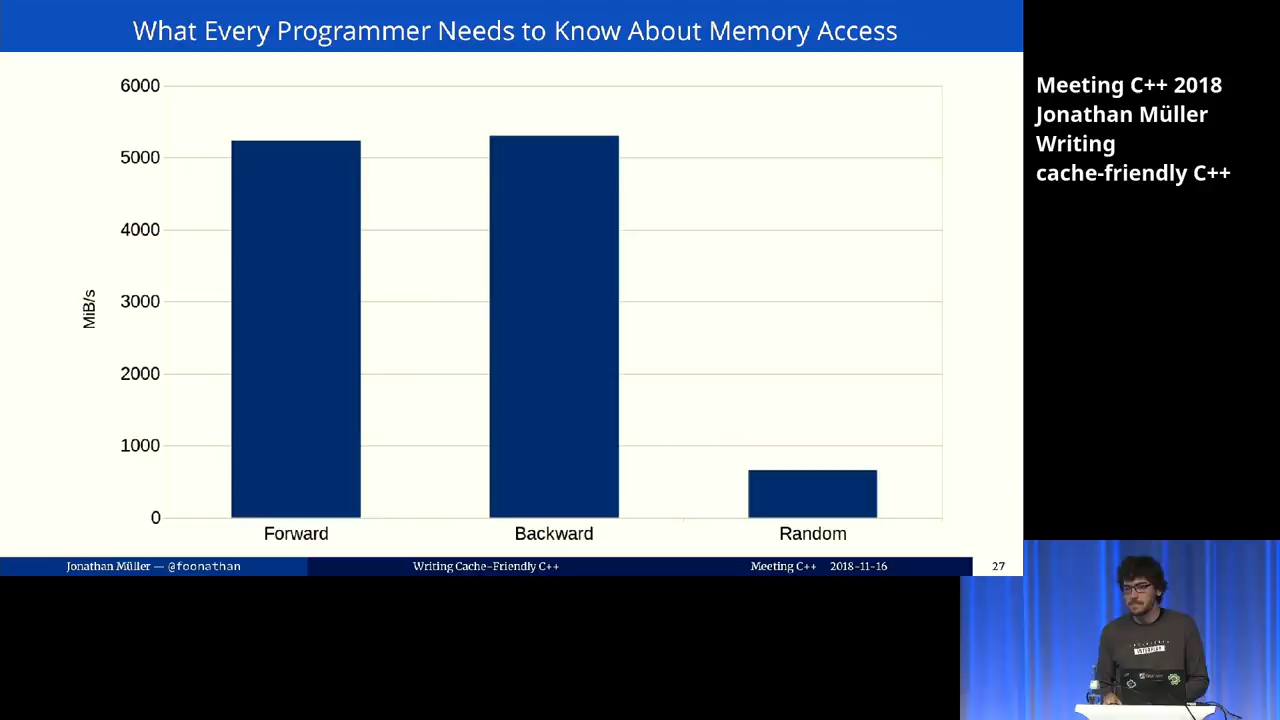 What Every Programmer Needs to Know About Memory Access
6000
5000
4000
3000
2000
1000
0
MiB/s
Forward
Backward
Random
Jonathan Müller — @foonathan
Writing Cache-Friendly C++
Meeting C++ 2018-11-16
27
Meeting C++ 2018
Jonathan Müller
Writing
cache-friendly C++